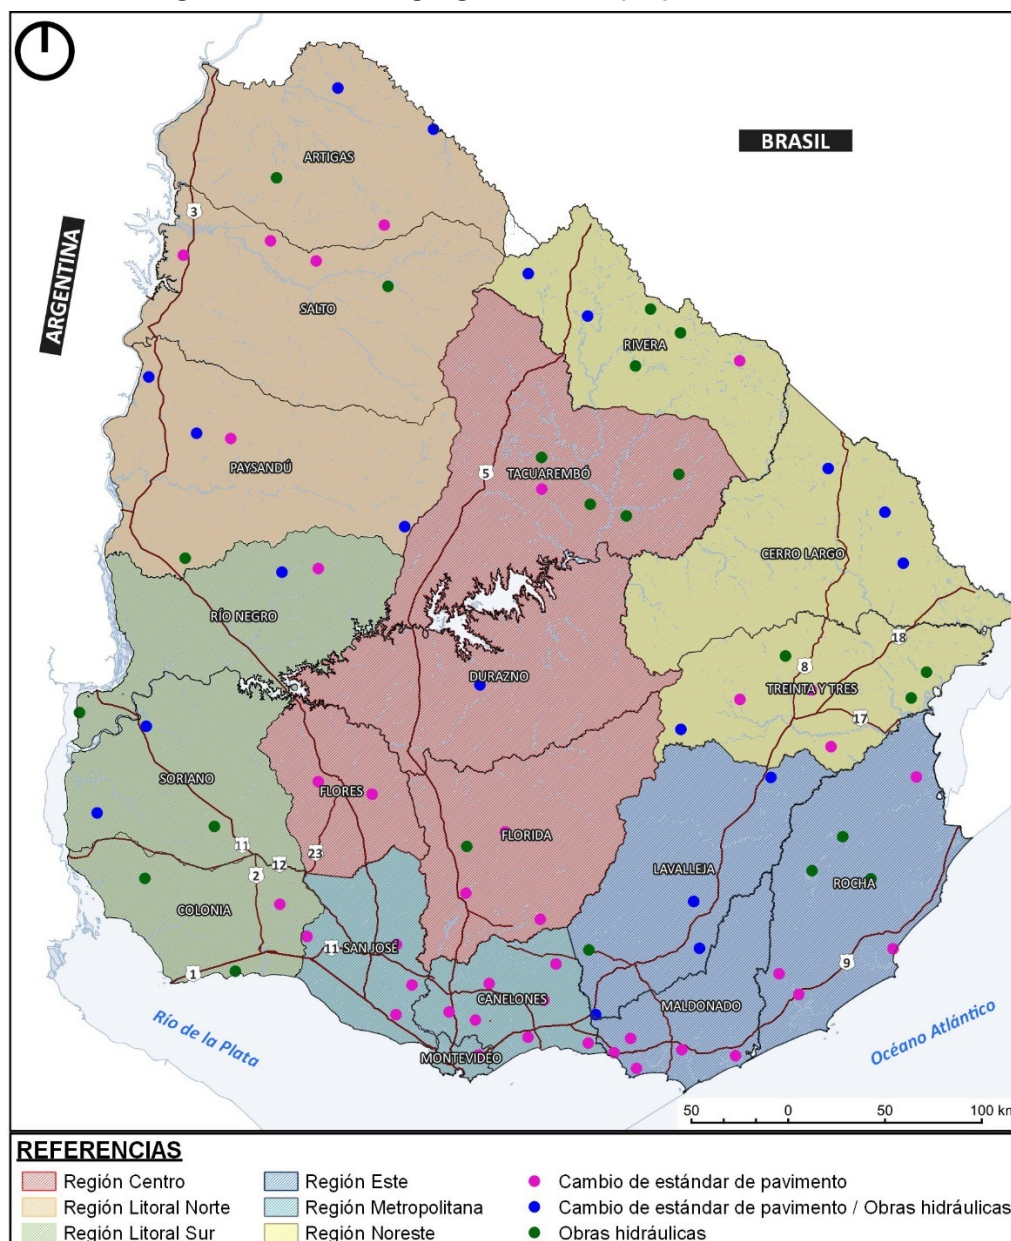 BRASIL
ARTIGAS
3
ARGENTINA
SALTO
RIVERA
PAYSANDÚ
5
TACUAREMBÓ
CERRO LARGO
RÍO NEGRO
18
8
DURAZNO
TREINTA Y TRES
17
SORIANO
FLORES
FLORIDA
11
23
12
2
LAVALLEJA
ROCHA
COLONIA
11
SAN JOSÉ
1
9
CANELONES
MALDONADO
Río de la Plata
MONTEVIDEO
Océano Atlántico
50 0 50 100 km
REFERENCIAS
Región Centro
Región Litoral Norte
Región Litoral Sur
Región Este
Región Metropolitana
Región Noreste
Cambio de estándar de pavimento
Cambio de estándar de pavimento / Obras hidráulicas
Obras hidráulicas